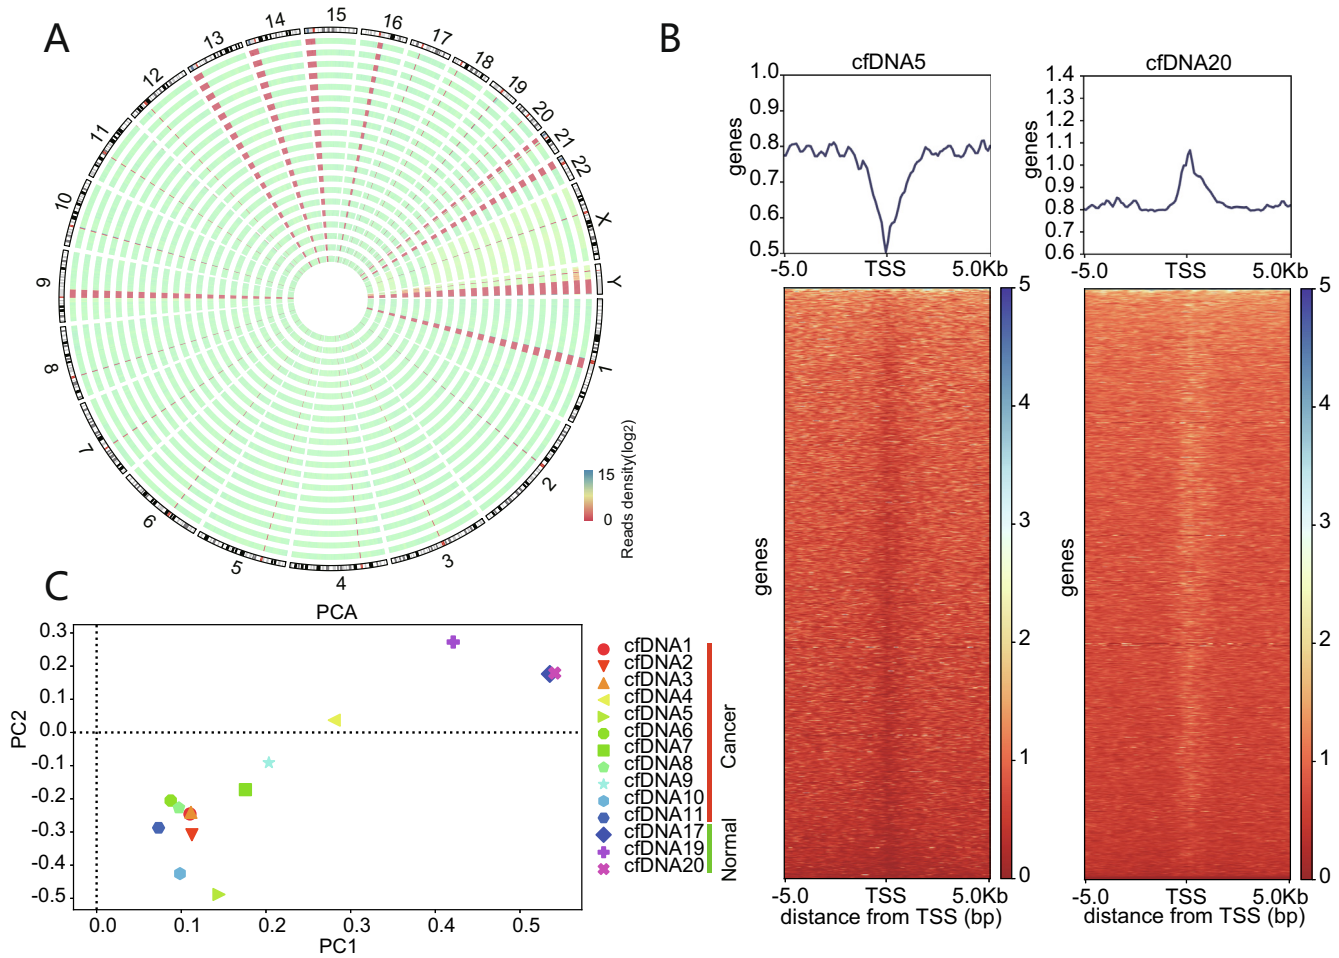 A
1
2
3
4
5
6
7
8
9
10
11
12
13
14
15
16
17
18
19
20
21
22
X
Y
15
0
Reads density(log2)
B
cfDNA5
1.0
0.9
0.8
0.7
0.6
0.5
genes
-5.0 TSS 5.0Kb
cfDNA20
1.4
1.3
1.2
1.1
1.0
0.9
0.8
0.7
0.6
genes
-5.0 TSS 5.0Kb
genes
5
4
3
2
1
0
-5.0 TSS 5.0Kb
distance from TSS (bp)
genes
5
4
3
2
1
0
-5.0 TSS 5.0Kb
distance from TSS (bp)
C
PCA
0.3
0.2
0.1
0.0
-0.1
-0.2
-0.3
-0.4
-0.5
PC2
0.0 0.1 0.2 0.3 0.4 0.5
PC1
cfDNA1
cfDNA2
cfDNA3
cfDNA4
cfDNA5
cfDNA6
cfDNA7
cfDNA8
cfDNA9
cfDNA10
cfDNA11
cfDNA17
cfDNA19
cfDNA20
Cancer
Normal